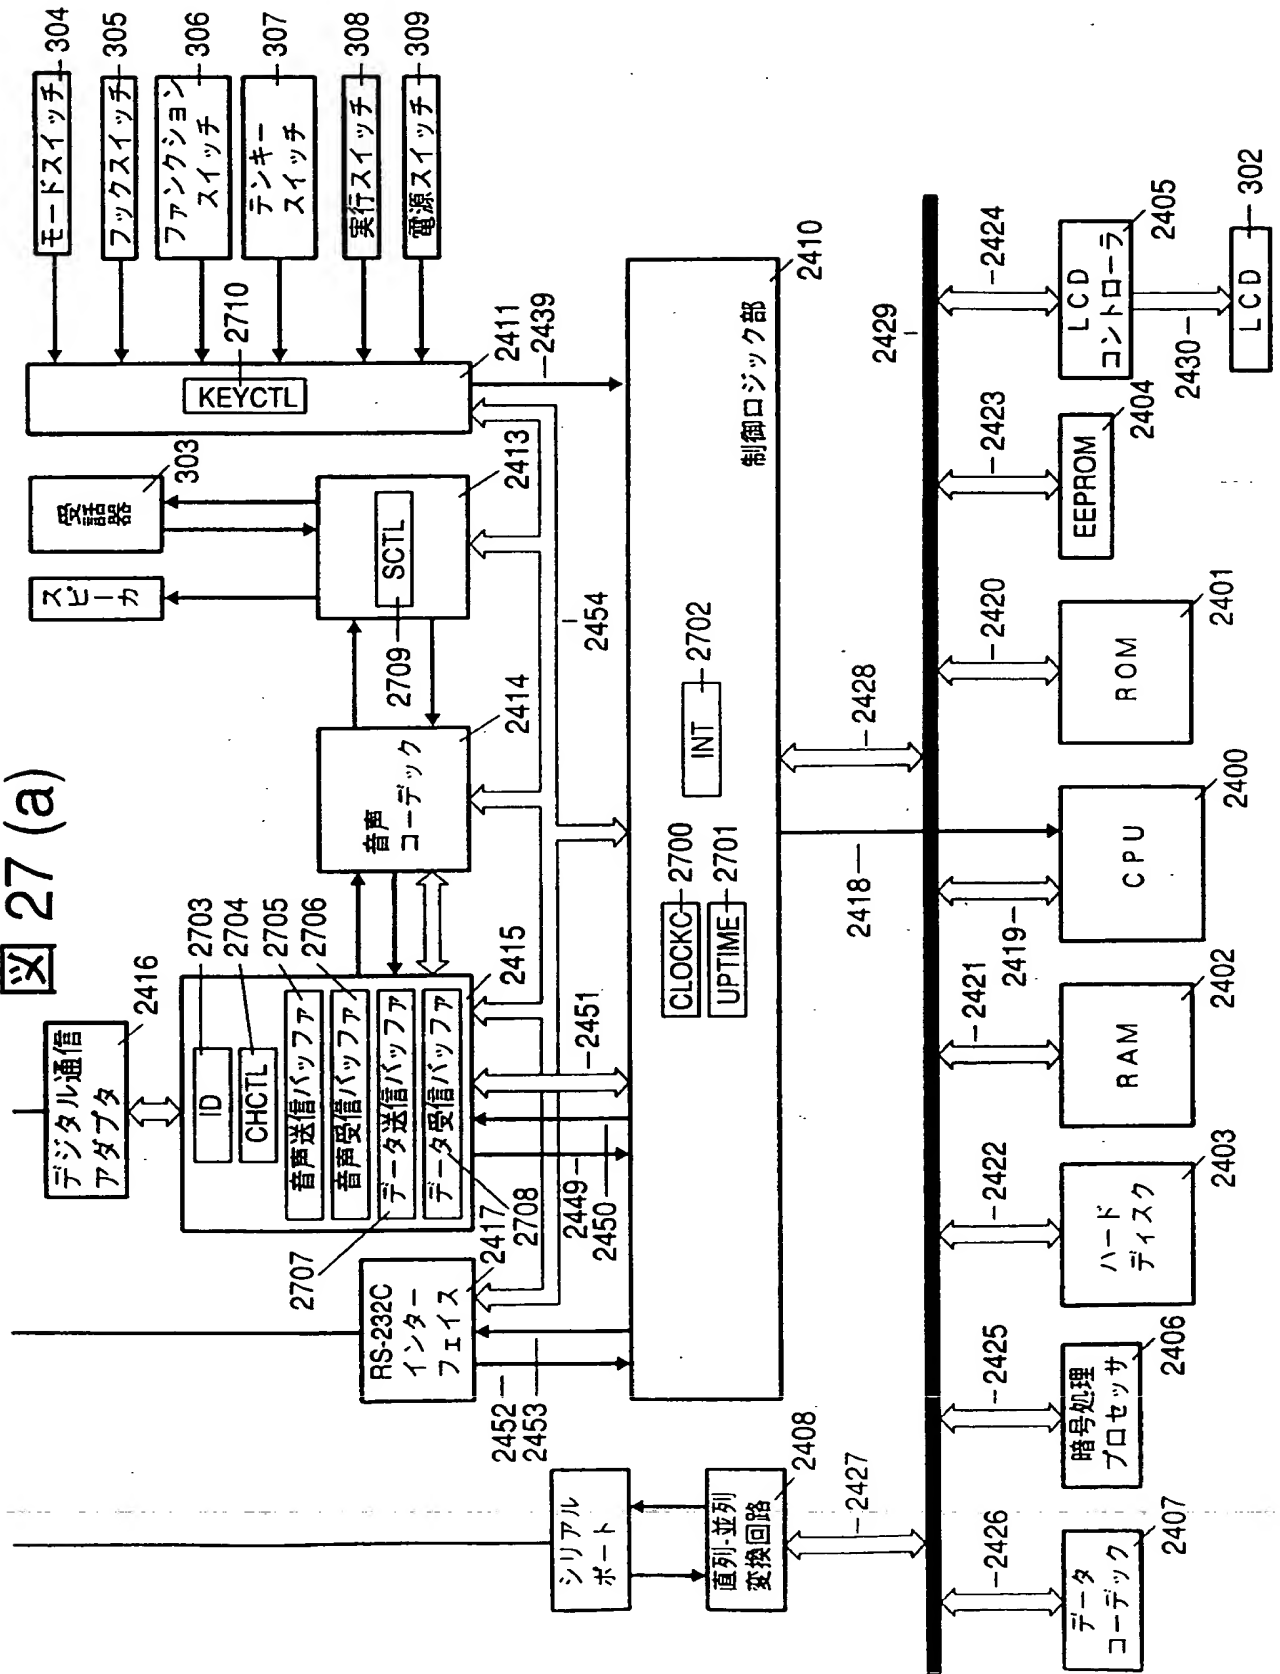 図 27 (a)
デジタル通信
アダプタ
2416
ID
2703
CHCTL
2704
音声送信バッファ
2705
音声受信バッファ
2706
データ送信バッファ
2707
データ受信バッファ
2708
2415
音声
コーデック
2414
スピーカ
受話器
303
SCTL
2709
2413
KEYCTL
2710
2411
2439
モードスイッチ
304
フックスイッチ
305
ファンクション
スイッチ
306
テンキー
スイッチ
307
実行スイッチ
308
電源スイッチ
309
RS-232C
インター
フェイス
2417
2449
2450
2451
2452
2453
2454
シリアル
ポート
直列-並列
変換回路
2408
2427
CLOCKC
2700
UPTIME
2701
INT
2702
制御ロジック部
2410
2418
2428
2429
2426
2425
2422
2421
2419
2420
2423
2424
データ
コーデック
2407
暗号処理
プロセッサ
2406
ハード
ディスク
2403
RAM
2402
CPU
2400
ROM
2401
EEPROM
2404
LCD
コントローラ
2405
2430
LCD
302